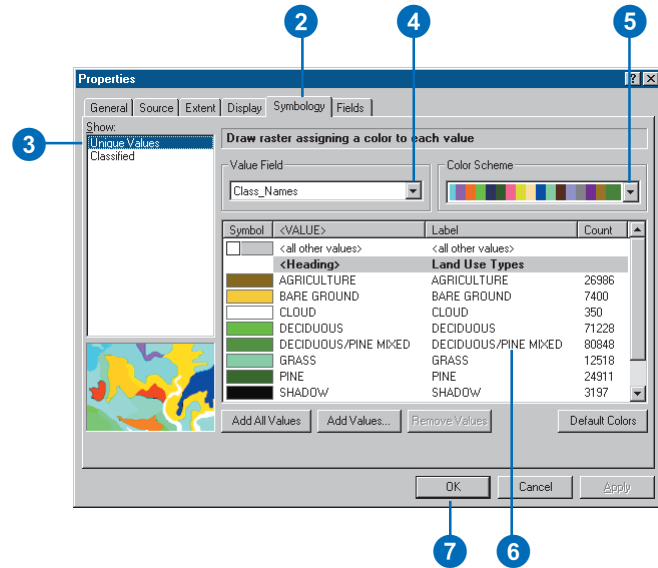 2
4
5
Properties
General Source Extent Display Symbology Fields
3
Show:
Unique Values
Classified
Draw raster assigning a color to each value
Value Field
Class_Names
Color Scheme
Symbol <VALUE> Label Count
<all other values> <all other values>
<Heading> Land Use Types
AGRICULTURE AGRICULTURE 26986
BARE GROUND BARE GROUND 7400
CLOUD CLOUD 350
DECIDUOUS DECIDUOUS 71228
DECIDUOUS/PINE MIXED DECIDUOUS/PINE MIXED 80848
GRASS GRASS 12518
PINE PINE 24911
SHADOW SHADOW 3197
Add All Values Add Values... Remove Values Default Colors
OK Cancel Apply
7
6